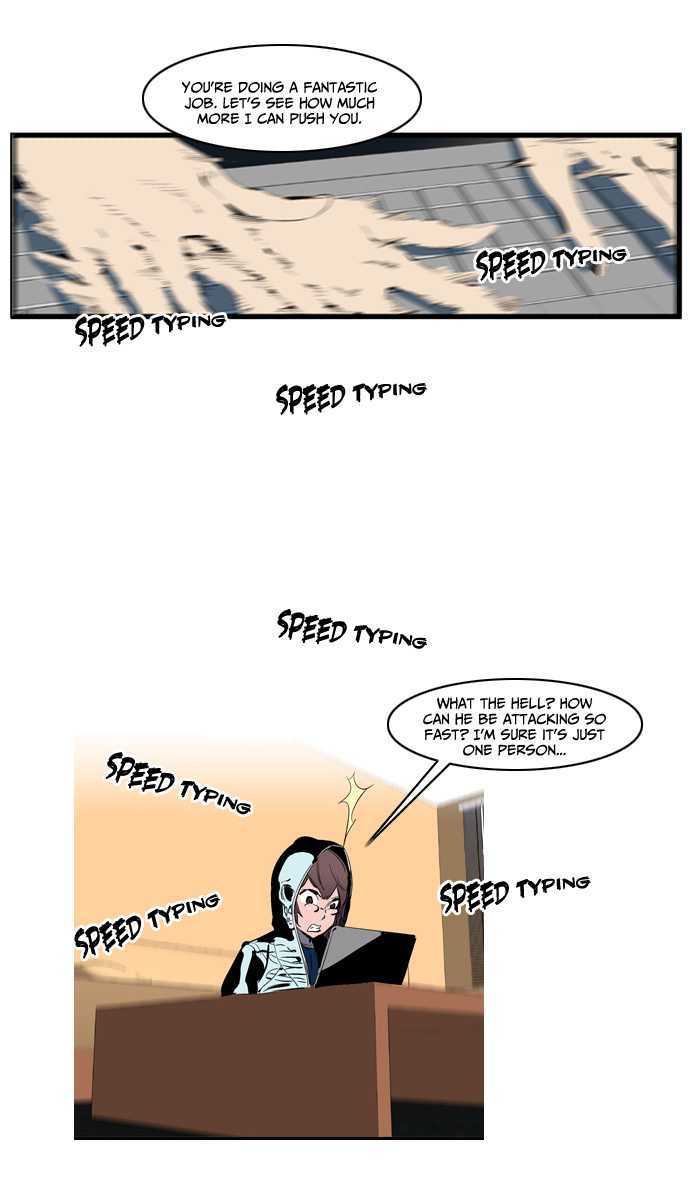 YOU'RE DOING A FANTASTIC
JOB. LET'S SEE HOW MUCH
MORE I CAN PUSH YOU.
SPEED TYPING
SPEED TYPING
SPEED TYPING
SPEED TYPING
WHAT THE HELL? HOW
CAN HE BE ATTACKING SO
FAST? I'M SURE IT'S JUST
ONE PERSON...
SPEED TYPING
SPEED TYPING
SPEED TYPING